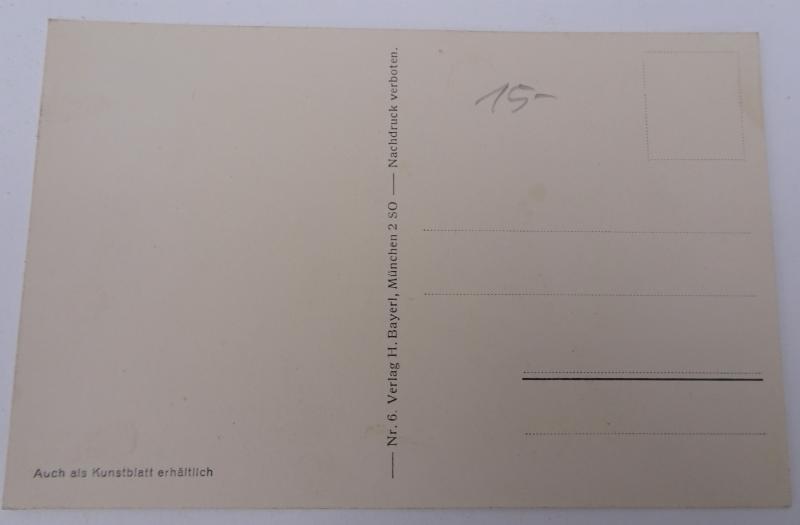 15-
— Nr. 6. Verlag H. Bayerl, München 2 SO — Nachdruck verboten.
Auch als Kunstblatt erhältlich